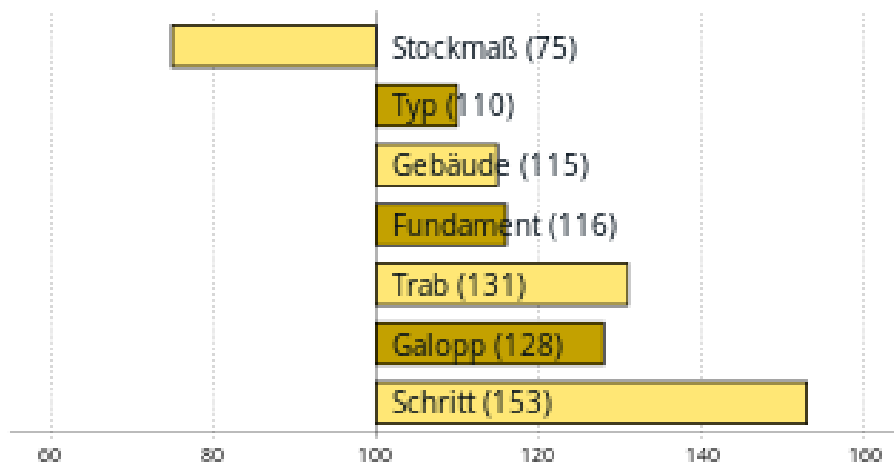 Stockmaß (75)
Typ (110)
Gebäude (115)
Fundament (116)
Trab (131)
Galopp (128)
Schritt (153)
60 80 100 120 140 160